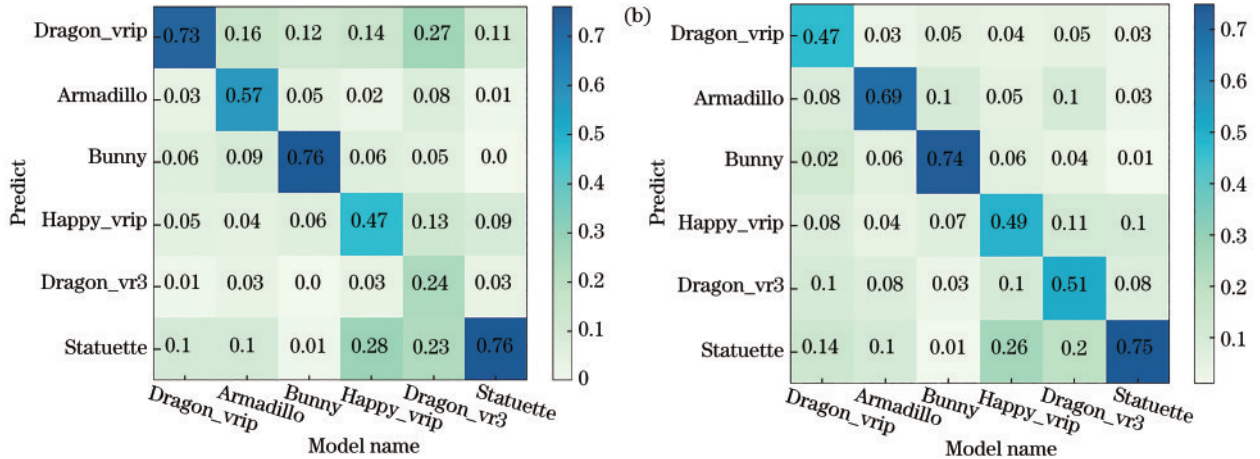 Dragon_vrip 0.73 0.16 0.12 0.14 0.27 0.11
Armadillo 0.03 0.57 0.05 0.02 0.08 0.01
Bunny 0.06 0.09 0.76 0.06 0.05 0.0
Happy_vrip 0.05 0.04 0.06 0.47 0.13 0.09
Dragon_vr3 0.01 0.03 0.0 0.03 0.24 0.03
Statuette 0.1 0.1 0.01 0.28 0.23 0.76
Predict
Dragon_vrip Armadillo Bunny Happy_vrip Dragon_vr3 Statuette
Model name
0.7
0.6
0.5
0.4
0.3
0.2
0.1
0
(b)
Dragon_vrip 0.47 0.03 0.05 0.04 0.05 0.03
Armadillo 0.08 0.69 0.1 0.05 0.1 0.03
Bunny 0.02 0.06 0.74 0.06 0.04 0.01
Happy_vrip 0.08 0.04 0.07 0.49 0.11 0.1
Dragon_vr3 0.1 0.08 0.03 0.1 0.51 0.08
Statuette 0.14 0.1 0.01 0.26 0.2 0.75
Predict
Dragon_vrip Armadillo Bunny Happy_vrip Dragon_vr3 Statuette
Model name
0.7
0.6
0.5
0.4
0.3
0.2
0.1